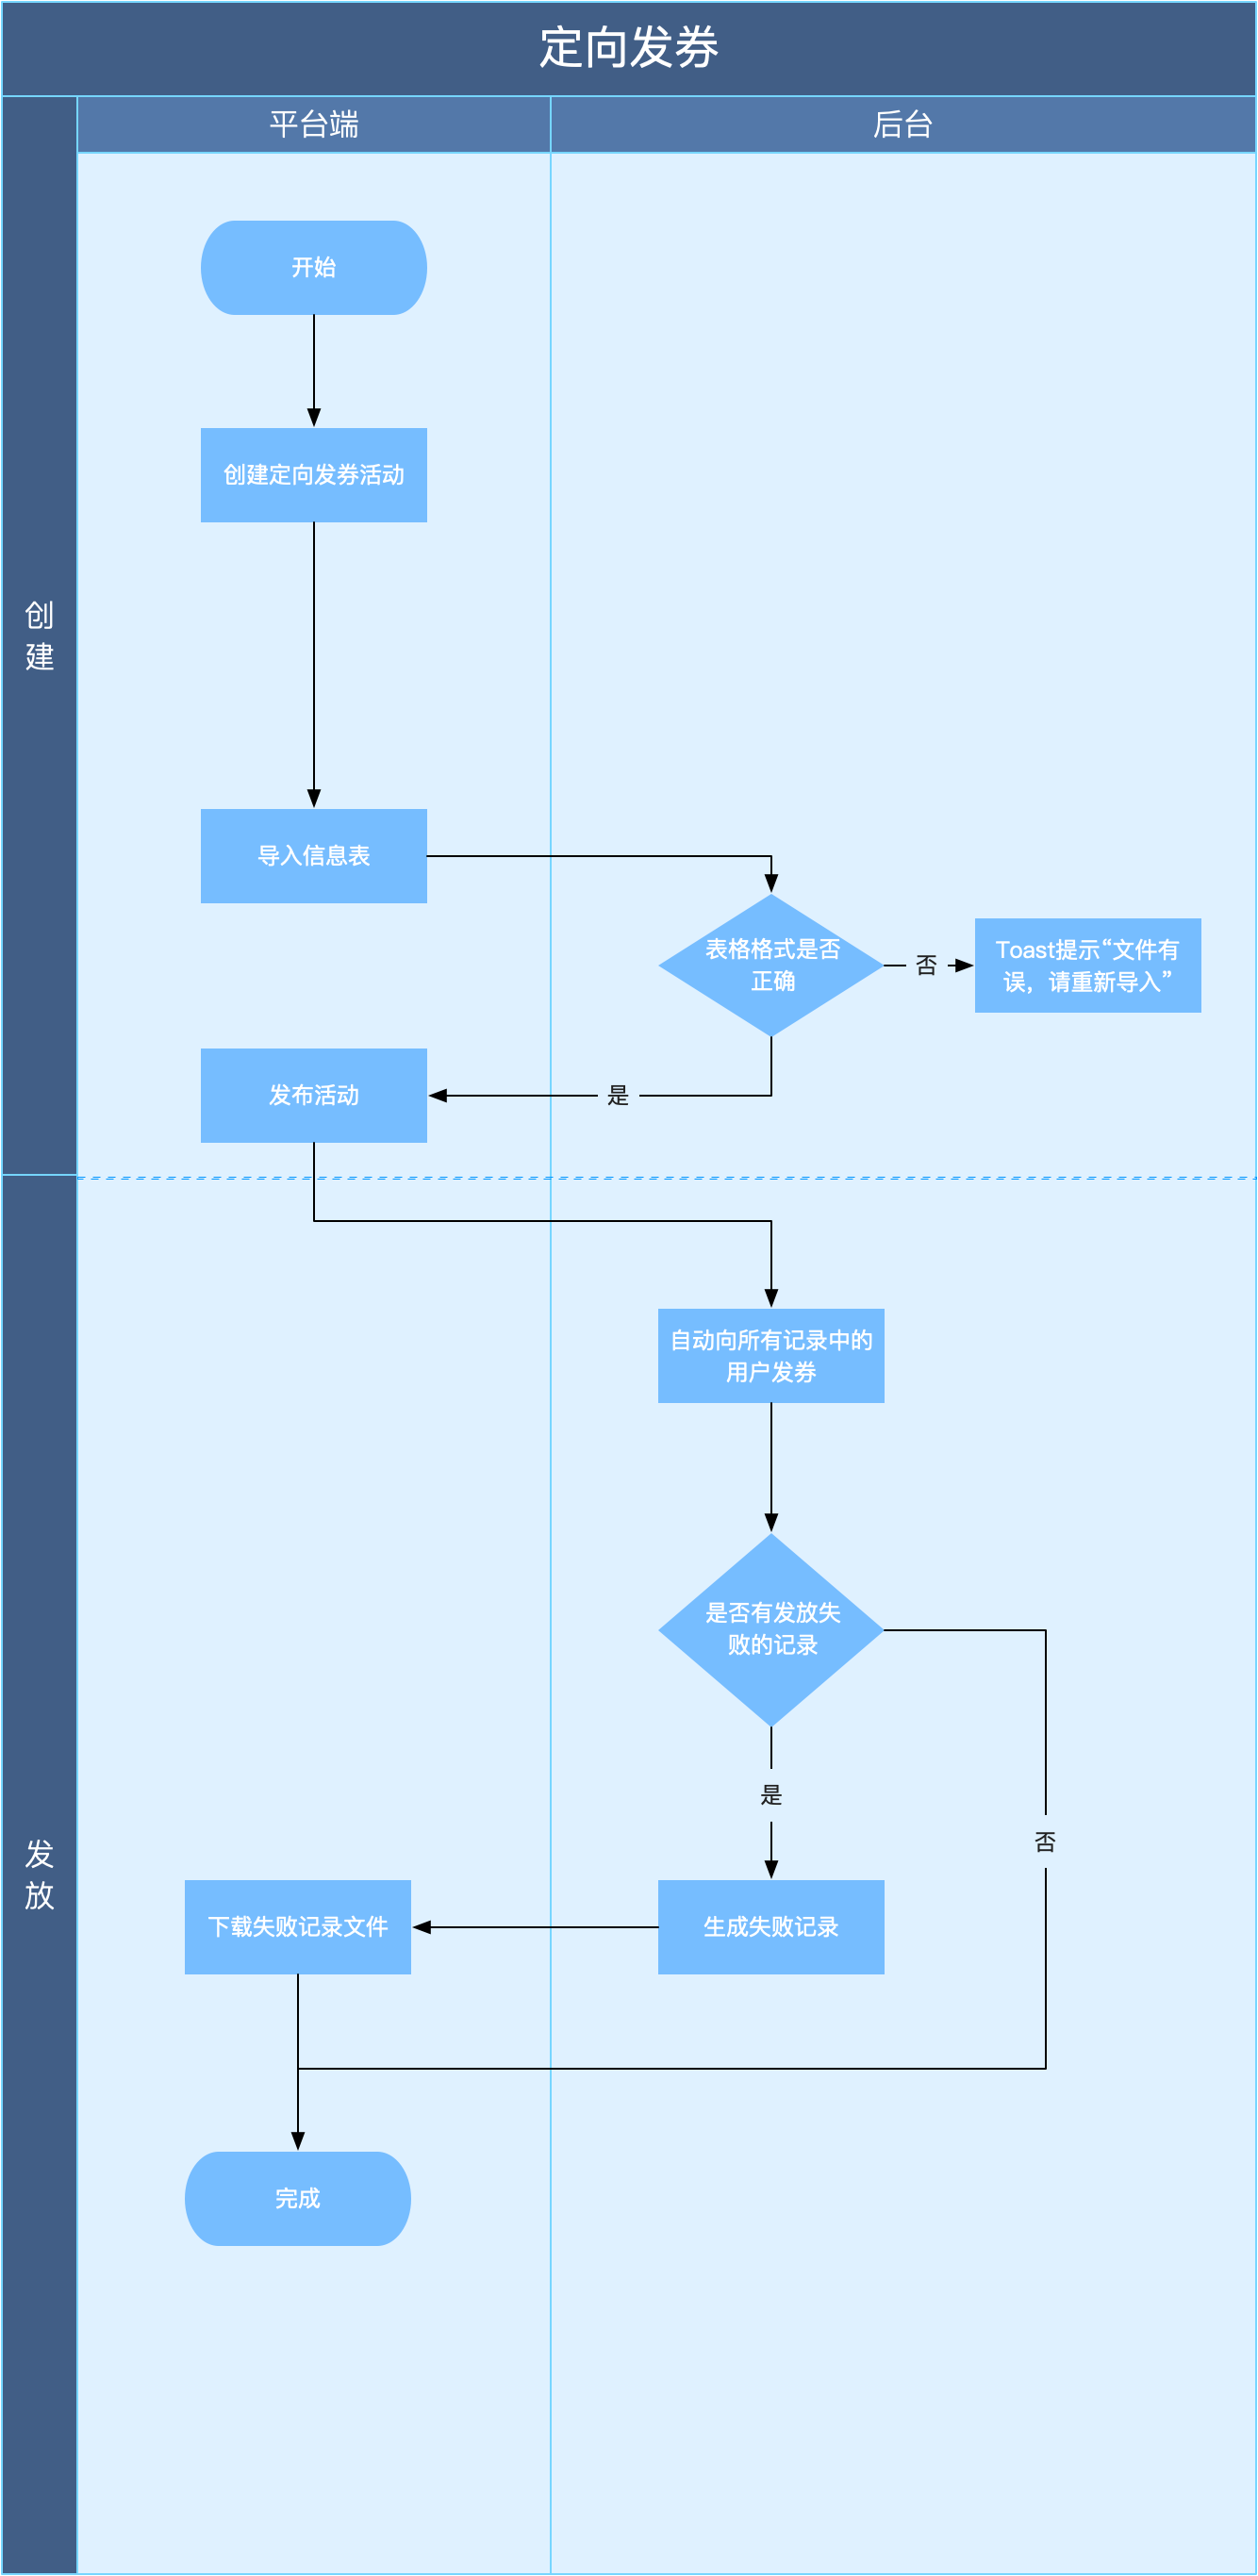 定向发券
平台端
后台
创
建
开始
创建定向发券活动
导入信息表
表格格式是否
正确
否
Toast提示“文件有
误，请重新导入”
是
发布活动
发
放
自动向所有记录中的
用户发券
是否有发放失
败的记录
是
否
生成失败记录
下载失败记录文件
完成